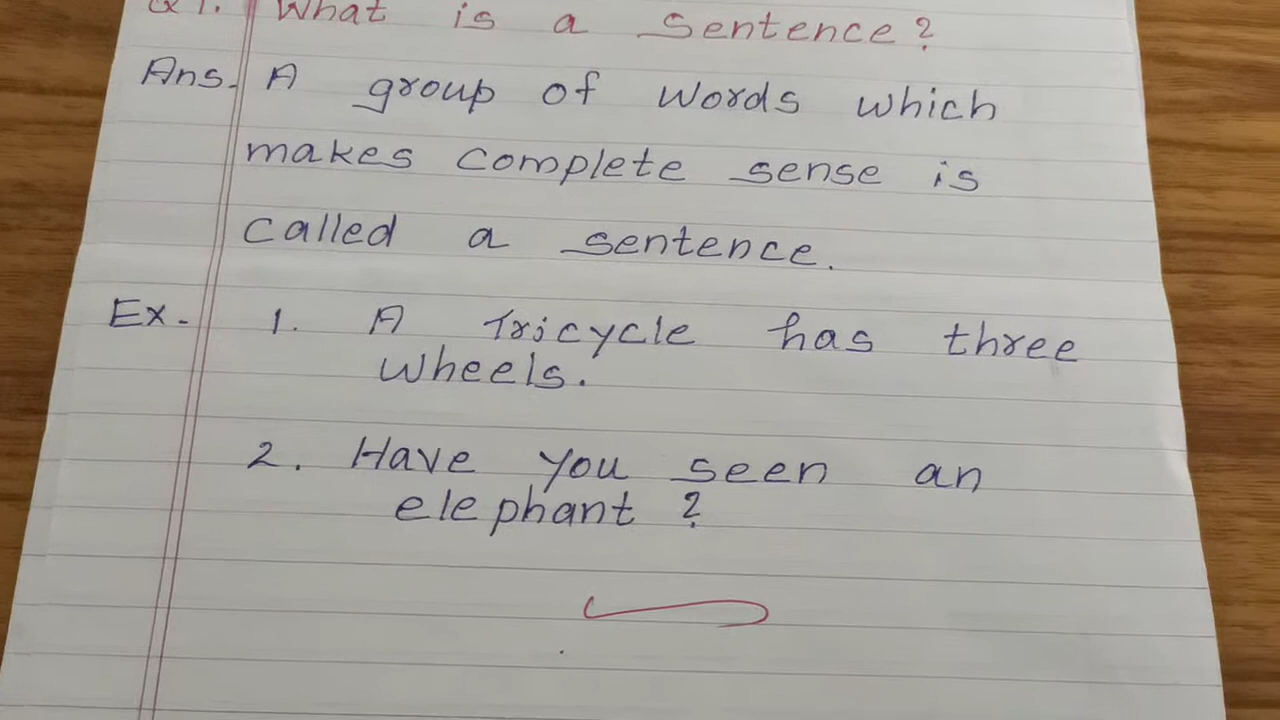 Q1. What is a Sentence?
Ans. A group of words which
makes complete sense is
called a sentence.
Ex. 1. A Tricycle has three
wheels.
2. Have you seen an
elephant ?